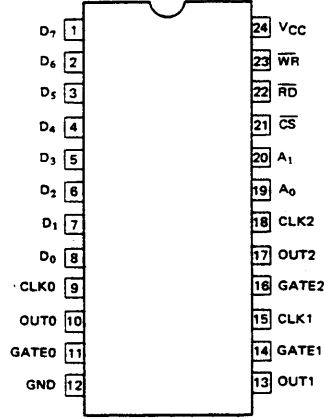 D7 1 24 VCC
D6 2 23 WR
D5 3 22 RD
D4 4 21 CS
D3 5 20 A1
D2 6 19 A0
D1 7 18 CLK2
D0 8 17 OUT2
CLK0 9 16 GATE2
OUT0 10 15 CLK1
GATE0 11 14 GATE1
GND 12 13 OUT1